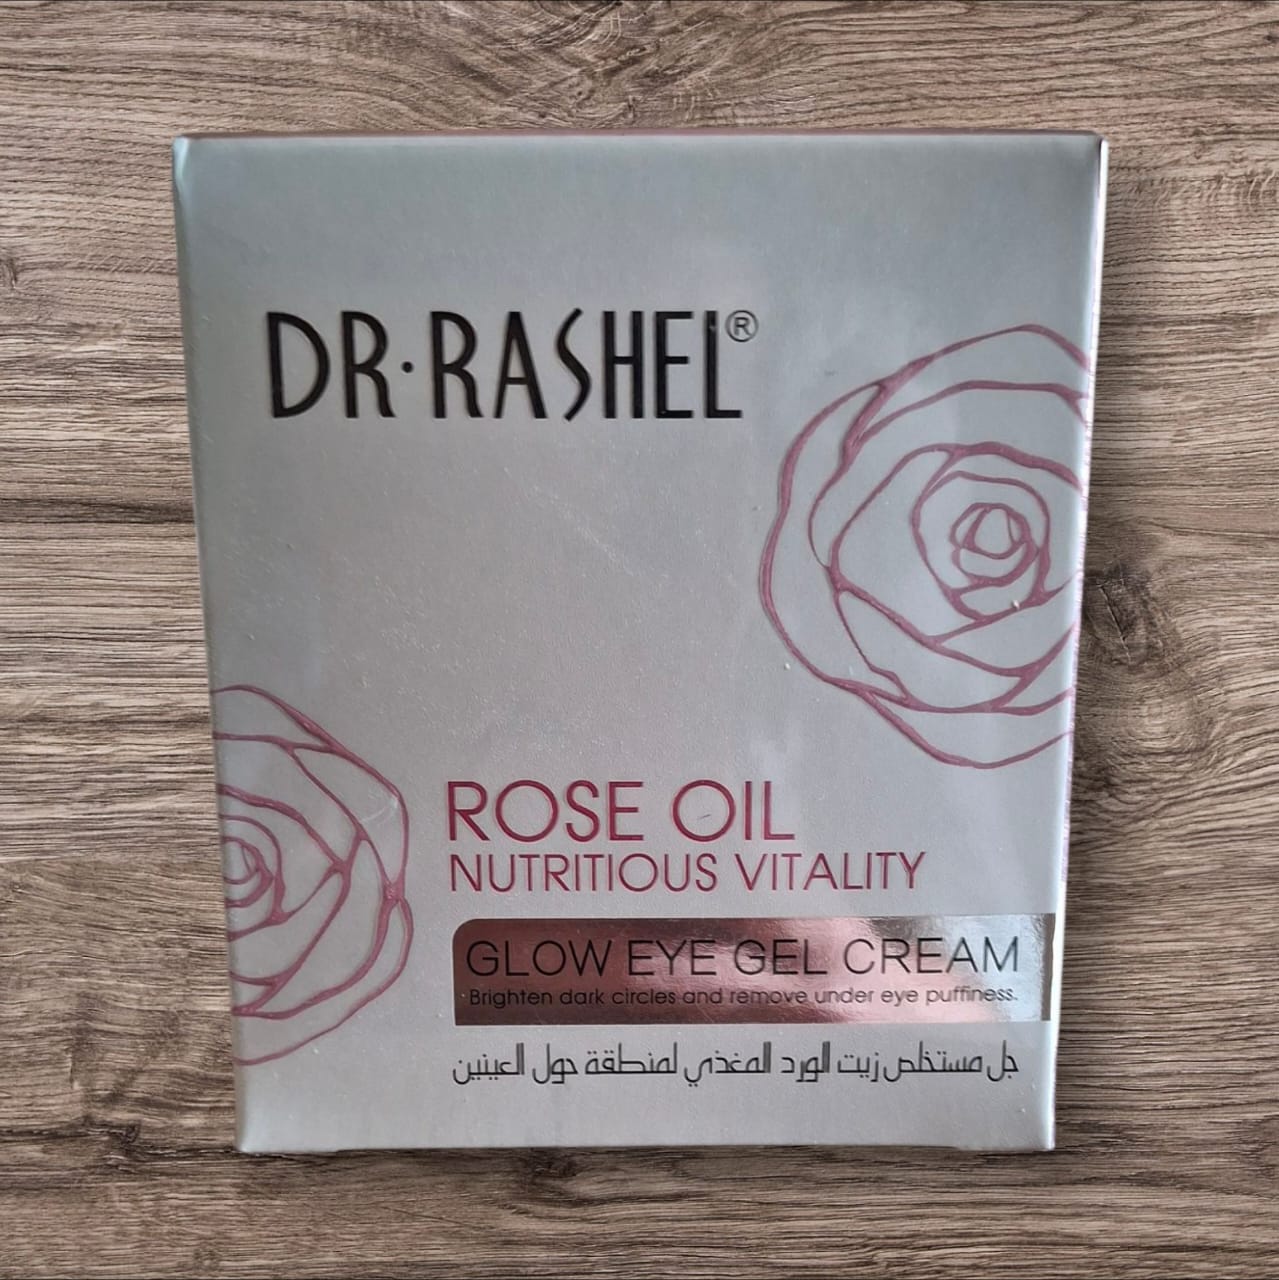 DR·RASHEL®
ROSE OIL
NUTRITIOUS VITALITY
GLOW EYE GEL CREAM
Brighten dark circles and remove under eye puffiness.
جل مستخلص زيت الورد المغذي لمنطقة حول العينين